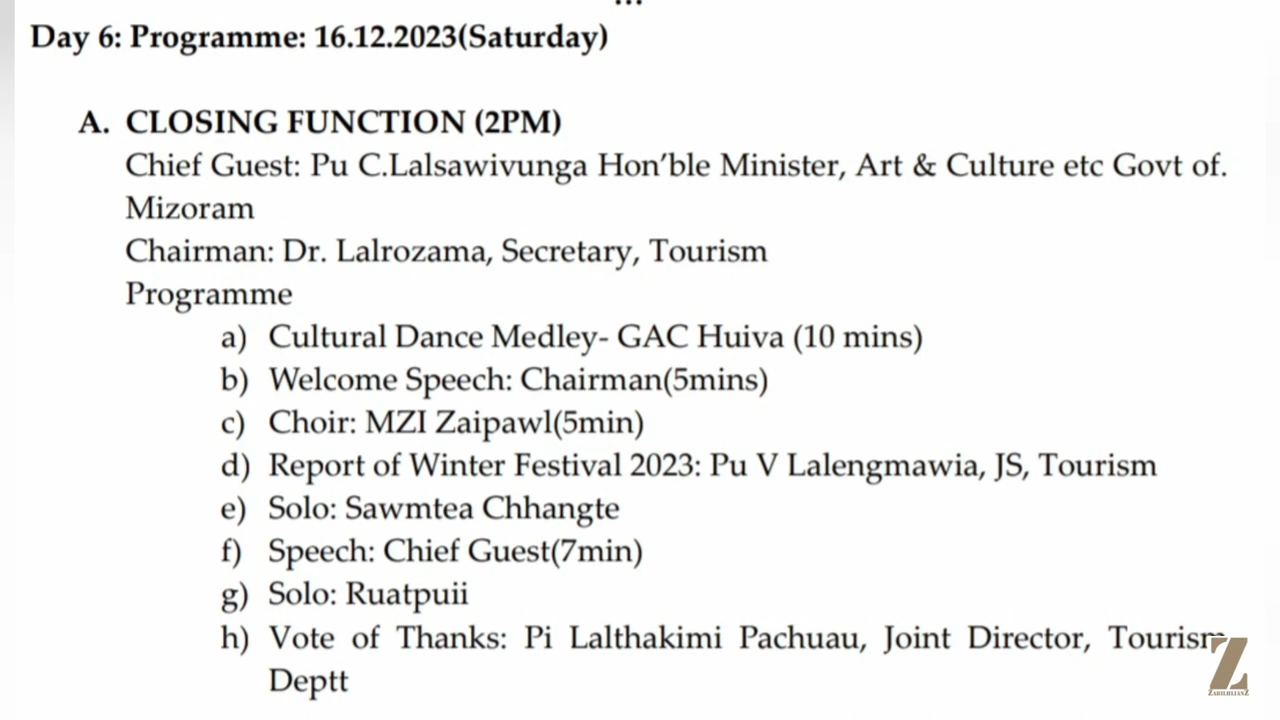 ...
Day 6: Programme: 16.12.2023(Saturday)
A. CLOSING FUNCTION (2PM)
Chief Guest: Pu C.Lalsawivunga Hon'ble Minister, Art & Culture etc Govt of.
Mizoram
Chairman: Dr. Lalrozama, Secretary, Tourism
Programme
a) Cultural Dance Medley- GAC Huiva (10 mins)
b) Welcome Speech: Chairman(5mins)
c) Choir: MZI Zaipawl(5min)
d) Report of Winter Festival 2023: Pu V Lalengmawia, JS, Tourism
e) Solo: Sawmtea Chhangte
f) Speech: Chief Guest(7min)
g) Solo: Ruatpuii
h) Vote of Thanks: Pi Lalthakimi Pachuau, Joint Director, Tourism
Deptt
Z